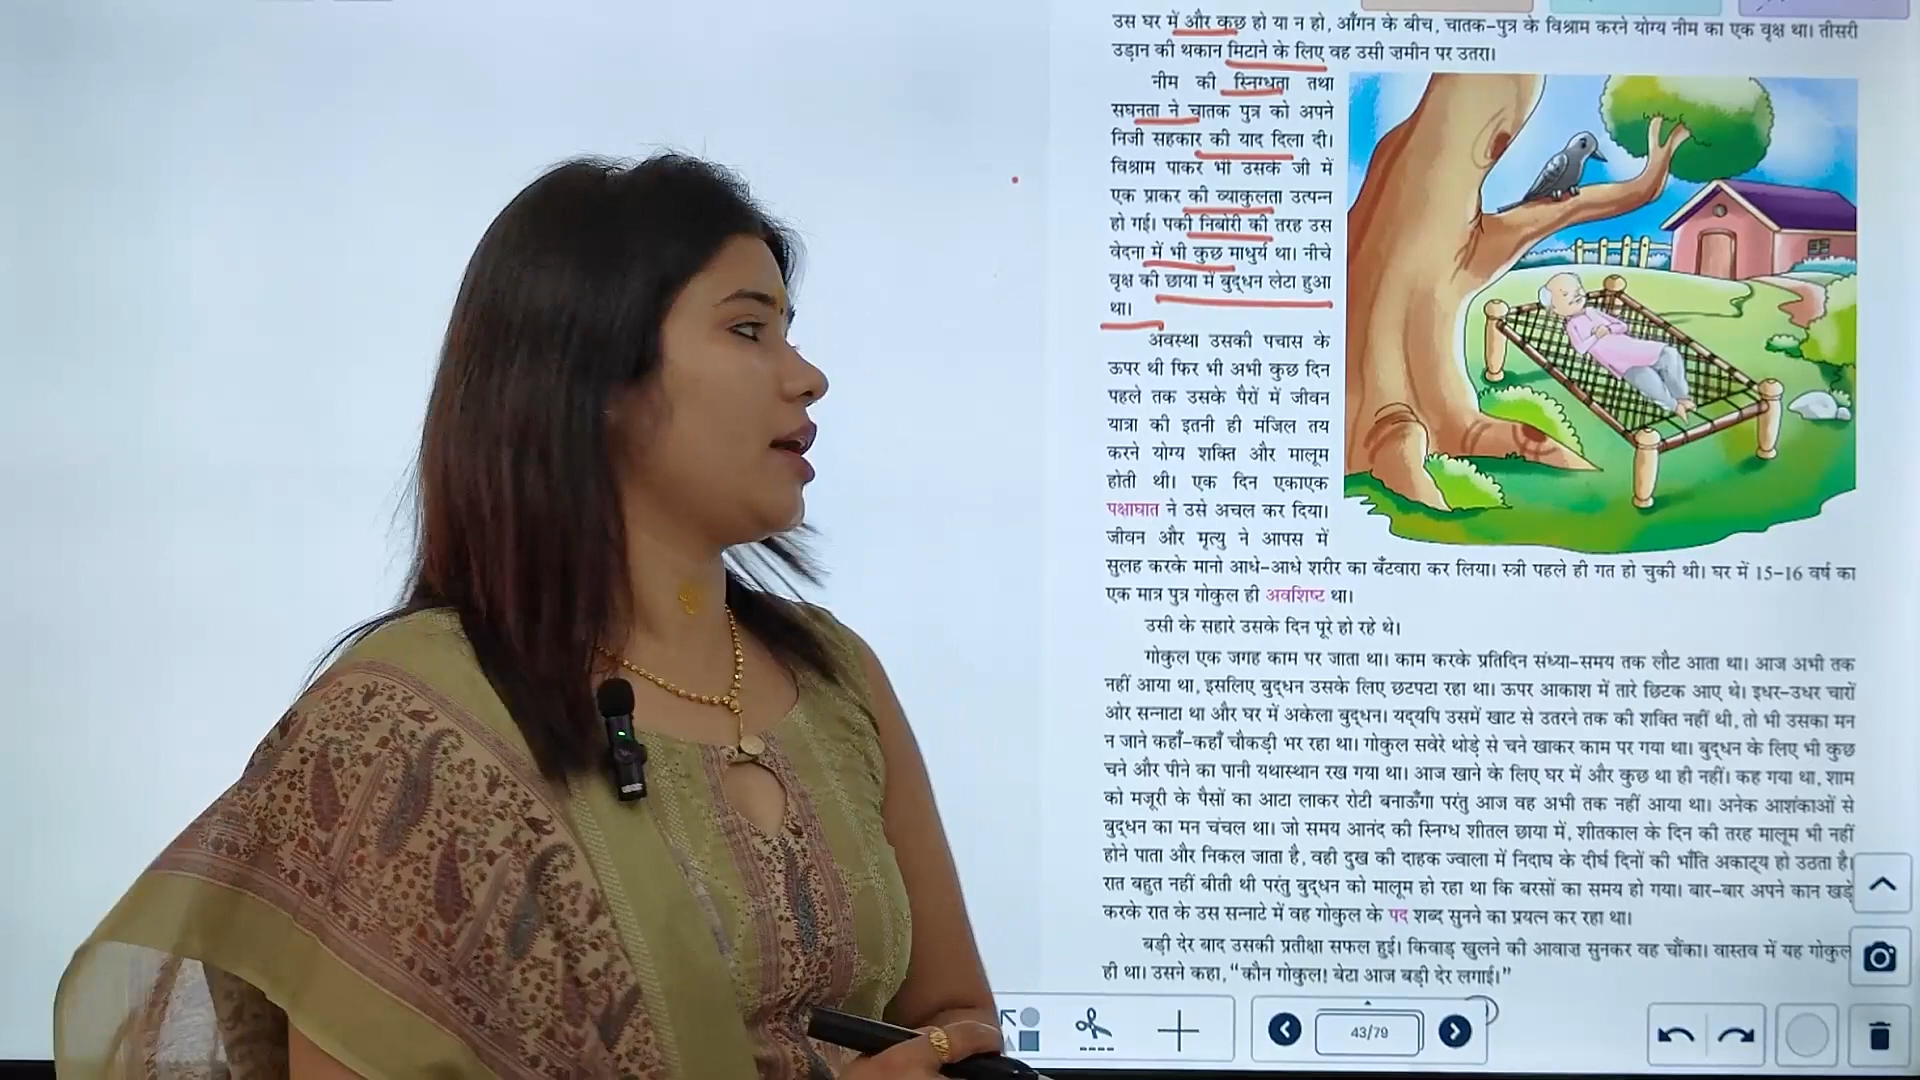 उस घर में और कुछ हो या न हो, आँगन के बीच, चातक-पुत्र के विश्राम करने योग्य नीम का एक वृक्ष था। तीसरी
उड़ान की थकान मिटाने के लिए वह उसी ज़मीन पर उतरा।
नीम की स्निग्धता तथा
सघनता ने चातक पुत्र को अपने
निजी सहकार की याद दिला दी।
विश्राम पाकर भी उसके जी में
एक प्राकर की व्याकुलता उत्पन्न
हो गई। पकी निबोरी की तरह उस
वेदना में भी कुछ माधुर्य था। नीचे
वृक्ष की छाया में बुद्धन लेटा हुआ
था।
अवस्था उसकी पचास के
ऊपर थी फिर भी अभी कुछ दिन
पहले तक उसके पैरों में जीवन
यात्रा की इतनी ही मंजिल तय
करने योग्य शक्ति और मालूम
होती थी। एक दिन एकाएक
पक्षाघात ने उसे अचल कर दिया।
जीवन और मृत्यु ने आपस में
सुलह करके मानो आधे-आधे शरीर का बँटवारा कर लिया। स्त्री पहले ही गत हो चुकी थी। घर में 15-16 वर्ष का
एक मात्र पुत्र गोकुल ही अवशिष्ट था।
उसी के सहारे उसके दिन पूरे हो रहे थे।
गोकुल एक जगह काम पर जाता था। काम करके प्रतिदिन संध्या-समय तक लौट आता था। आज अभी तक
नहीं आया था, इसलिए बुद्धन उसके लिए छटपटा रहा था। ऊपर आकाश में तारे छिटक आए थे। इधर-उधर चारों
ओर सन्नाटा था और घर में अकेला बुद्धन। यद्यपि उसमें खाट से उतरने तक की शक्ति नहीं थी, तो भी उसका मन
न जाने कहाँ-कहाँ चौकड़ी भर रहा था। गोकुल सवेरे थोड़े से चने खाकर काम पर गया था। बुद्धन के लिए भी कुछ
चने और पीने का पानी यथास्थान रख गया था। आज खाने के लिए घर में और कुछ था ही नहीं। कह गया था, शाम
को मजूरी के पैसों का आटा लाकर रोटी बनाऊँगा परंतु आज वह अभी तक नहीं आया था। अनेक आशंकाओं से
बुद्धन का मन चंचल था। जो समय आनंद की स्निग्ध शीतल छाया में, शीतकाल के दिन की तरह मालूम भी नहीं
होने पाता और निकल जाता है, वही दुख की दाहक ज्वाला में निदाघ के दीर्घ दिनों की भाँति अकाट्य हो उठता है।
रात बहुत नहीं बीती थी परंतु बुद्धन को मालूम हो रहा था कि बरसों का समय हो गया। बार-बार अपने कान खड़े
करके रात के उस सन्नाटे में वह गोकुल के पद शब्द सुनने का प्रयत्न कर रहा था।
बड़ी देर बाद उसकी प्रतीक्षा सफल हुई। किवाड़ खुलने की आवाज़ सुनकर वह चौंका। वास्तव में यह गोकुल
ही था। उसने कहा, “कौन गोकुल! बेटा आज बड़ी देर लगाई।”
43/79